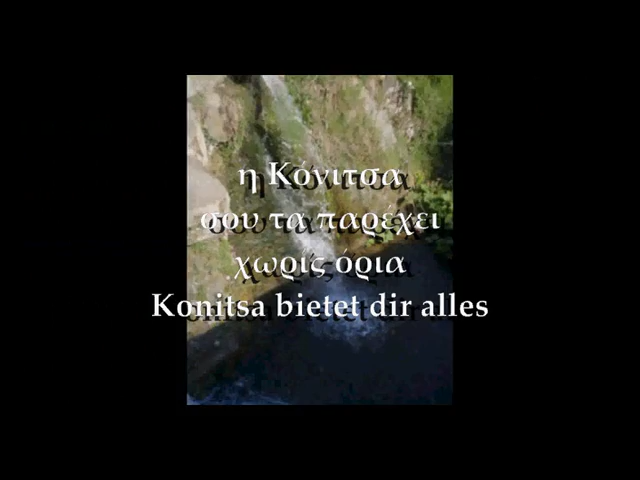 η Κόνιτσα
σου τα παρέχει
χωρίς όρια
Konitsa bietet dir alles